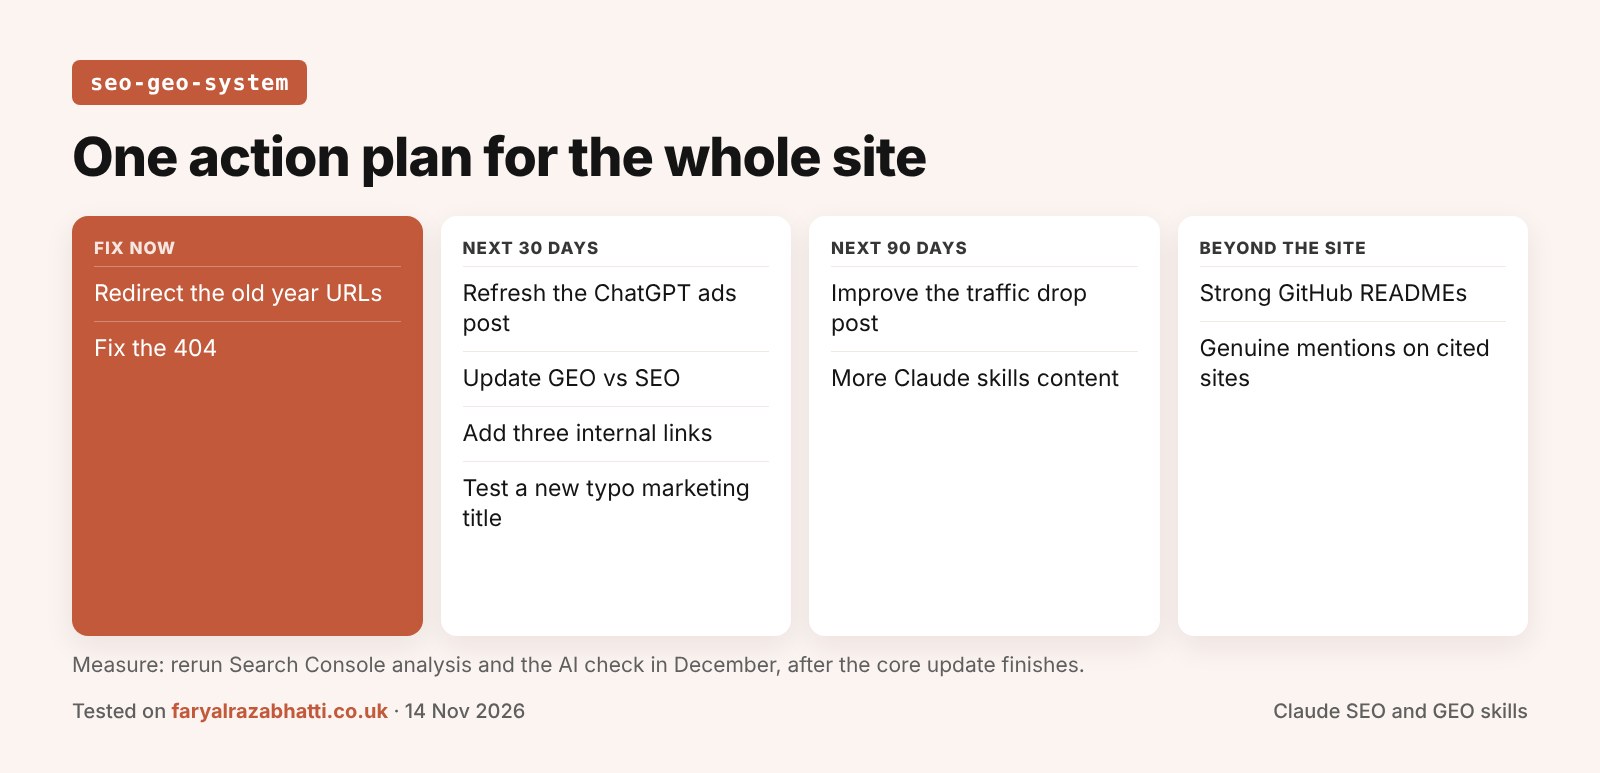 seo-geo-system
One action plan for the whole site
FIX NOW
Redirect the old year URLs
Fix the 404
NEXT 30 DAYS
Refresh the ChatGPT ads
post
Update GEO vs SEO
Add three internal links
Test a new typo marketing
title
NEXT 90 DAYS
Improve the traffic drop
post
More Claude skills content
BEYOND THE SITE
Strong GitHub READMEs
Genuine mentions on cited
sites
Measure: rerun Search Console analysis and the AI check in December, after the core update finishes.
Tested on faryalrazabhatti.co.uk · 14 Nov 2026
Claude SEO and GEO skills